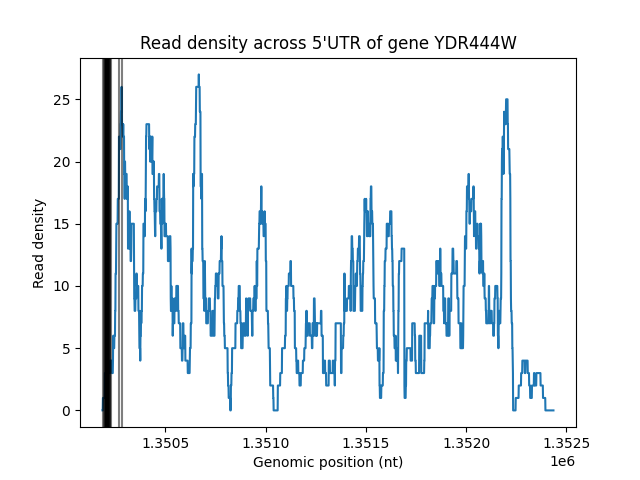 Read density across 5'UTR of gene YDR444W
Read density
25
20
15
10
5
0
1.3505 1.3510 1.3515 1.3520 1.3525
1e6
Genomic position (nt)